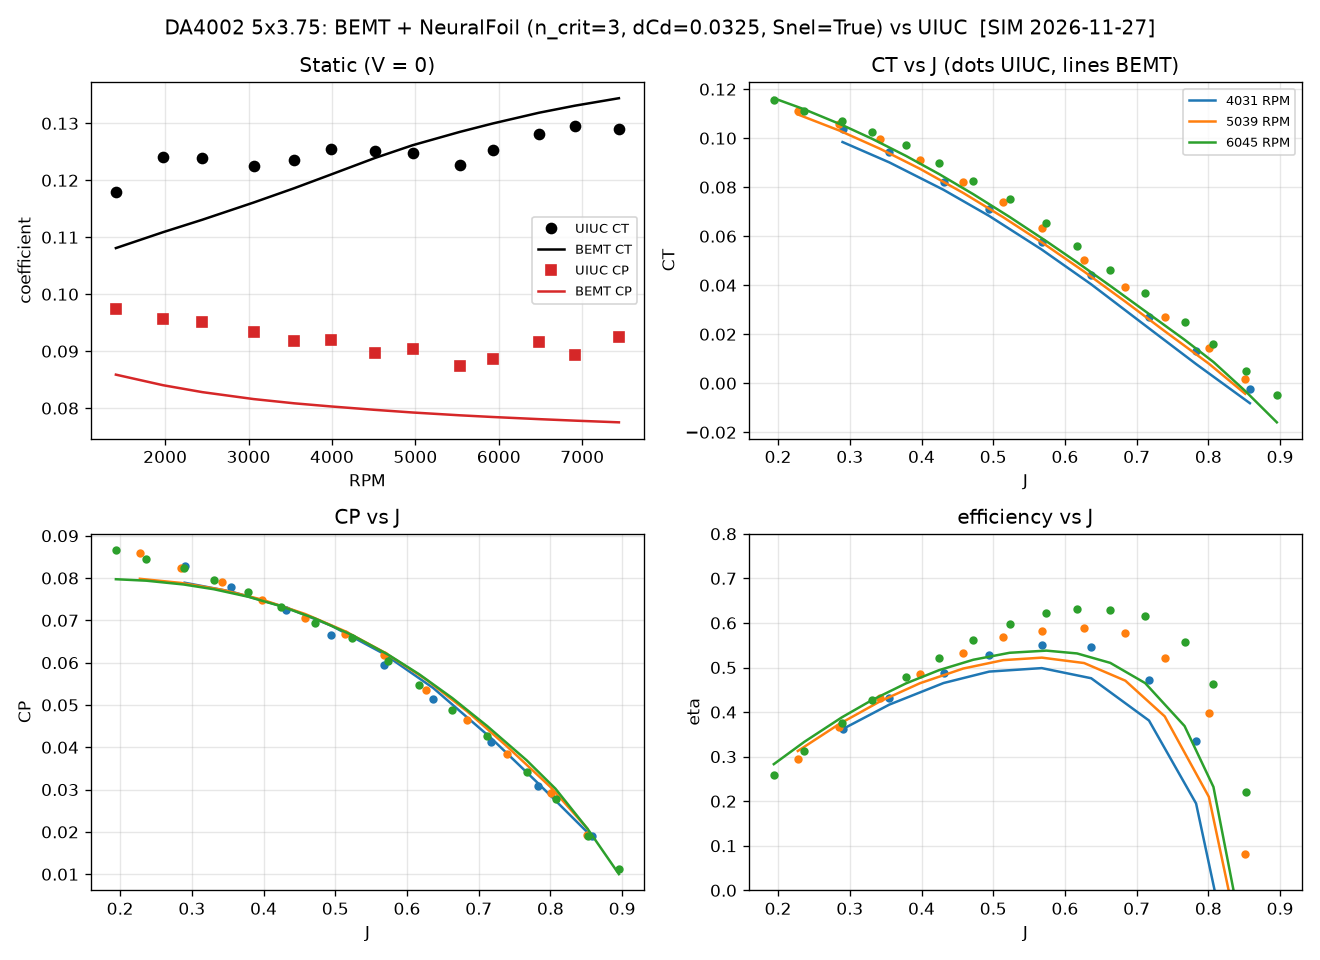 DA4002 5x3.75: BEMT + NeuralFoil (n_crit=3, dCd=0.0325, Snel=True) vs UIUC  [SIM 2026-11-27]
Static (V = 0)
coefficient
0.13
0.12
0.11
0.10
0.09
0.08
UIUC CT
BEMT CT
UIUC CP
BEMT CP
2000 3000 4000 5000 6000 7000
RPM
CT vs J (dots UIUC, lines BEMT)
CT
0.12
0.10
0.08
0.06
0.04
0.02
0.00
−0.02
4031 RPM
5039 RPM
6045 RPM
0.2 0.3 0.4 0.5 0.6 0.7 0.8 0.9
J
CP vs J
CP
0.09
0.08
0.07
0.06
0.05
0.04
0.03
0.02
0.01
0.2 0.3 0.4 0.5 0.6 0.7 0.8 0.9
J
efficiency vs J
eta
0.8
0.7
0.6
0.5
0.4
0.3
0.2
0.1
0.0
0.2 0.3 0.4 0.5 0.6 0.7 0.8 0.9
J